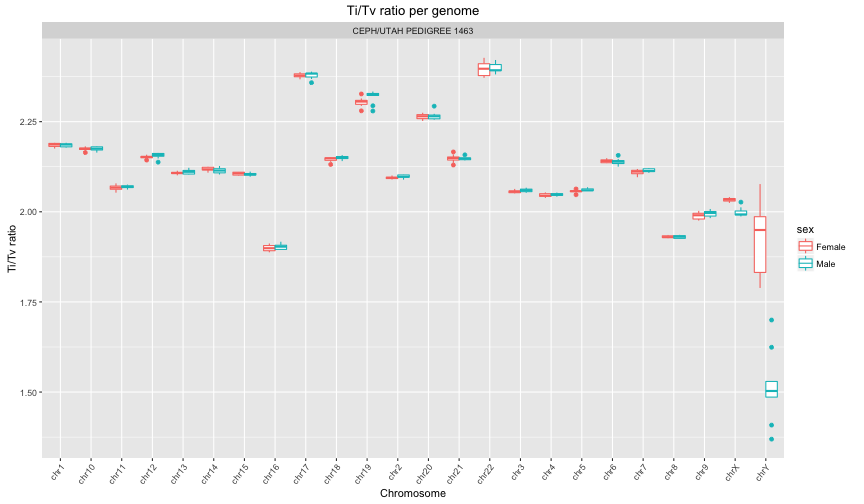 Ti/Tv ratio per genome
CEPH/UTAH PEDIGREE 1463
Ti/Tv ratio
2.25
2.00
1.75
1.50
chr1
chr10
chr11
chr12
chr13
chr14
chr15
chr16
chr17
chr18
chr19
chr2
chr20
chr21
chr22
chr3
chr4
chr5
chr6
chr7
chr8
chr9
chrX
chrY
Chromosome
sex
Female
Male